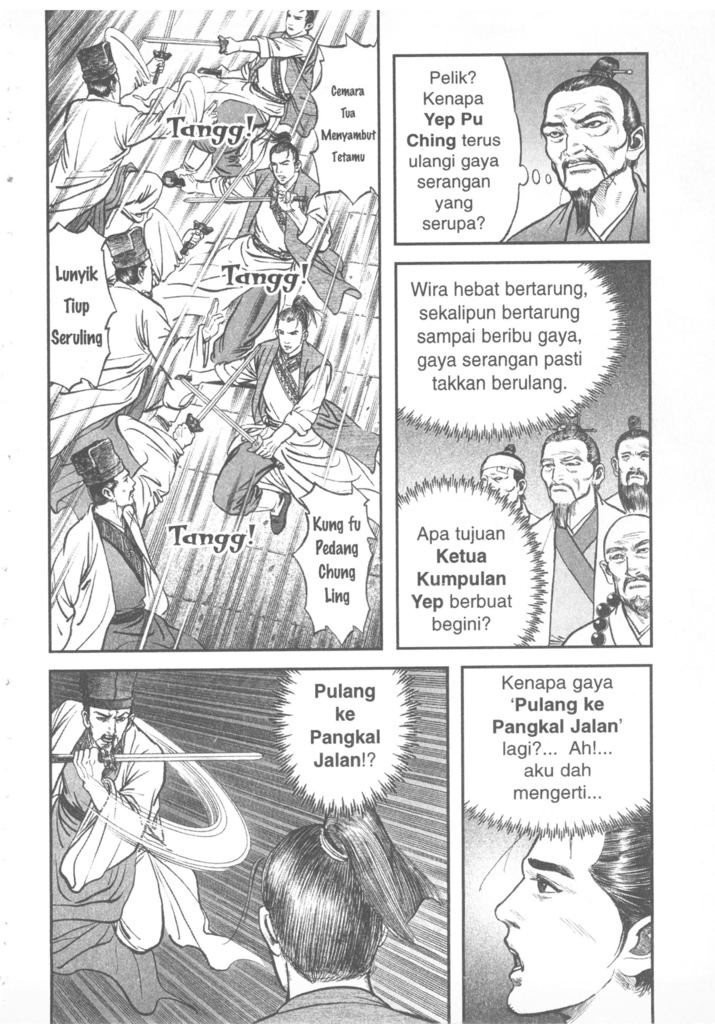 Cemara
Tua
Menyambut
Tetamu
Tangg!
Lunyik
Tiup
Seruling
Tangg!
Tangg!
Kung fu
Pedang
Chung
Ling
Pelik?
Kenapa
Yep Pu
Ching terus
ulangi gaya
serangan
yang
serupa?
Wira hebat bertarung,
sekalipun bertarung
sampai beribu gaya,
gaya serangan pasti
takkan berulang.
Apa tujuan
Ketua
Kumpulan
Yep berbuat
begini?
Pulang
ke
Pangkal
Jalan!?
Kenapa gaya
'Pulang ke
Pangkal Jalan'
lagi?... Ah!...
aku dah
mengerti...